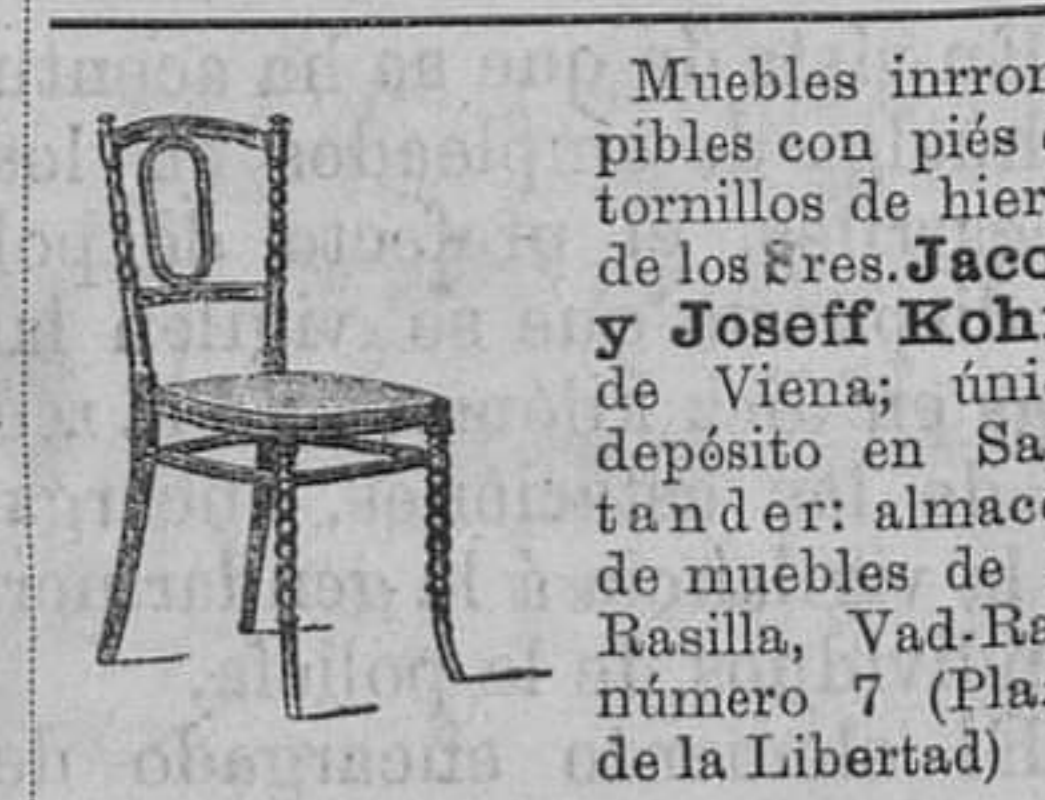 Muebles inrrom
pibles con piés
tornillos de hier
de los Sres. Jaco
y Joseff Koh
de Viena; úni
depósito en Sa
tander: almace
de muebles de
Rasilla, Vad-Ra
número 7 (Pla
de la Libertad)